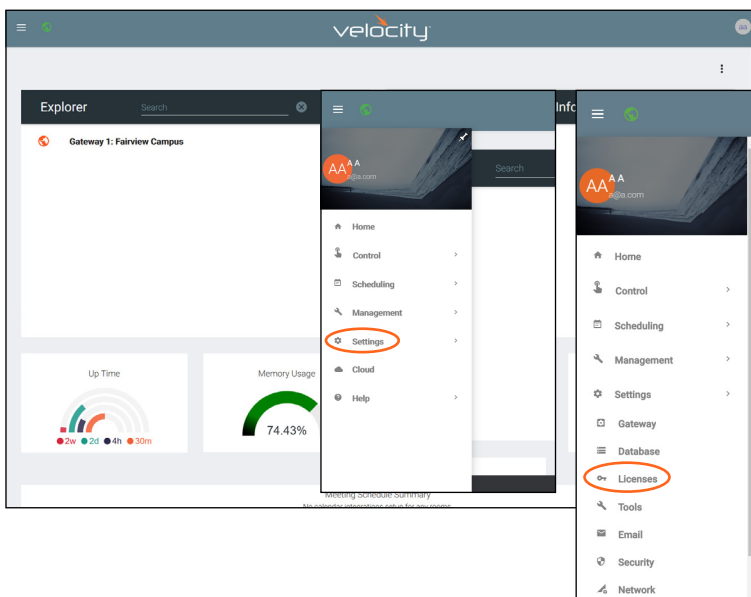 velocity
aa
Explorer
Search
Gateway 1: Fairview Campus
Up Time
2w 2d 4h 30m
Memory Usage
74.43%
Meeting Schedule Summary
AA
A A
a@a.com
Search
Home
Control
Scheduling
Management
Settings
Cloud
Help
AA
A A
a@a.com
Home
Control
Scheduling
Management
Settings
Gateway
Database
Licenses
Tools
Email
Security
Network